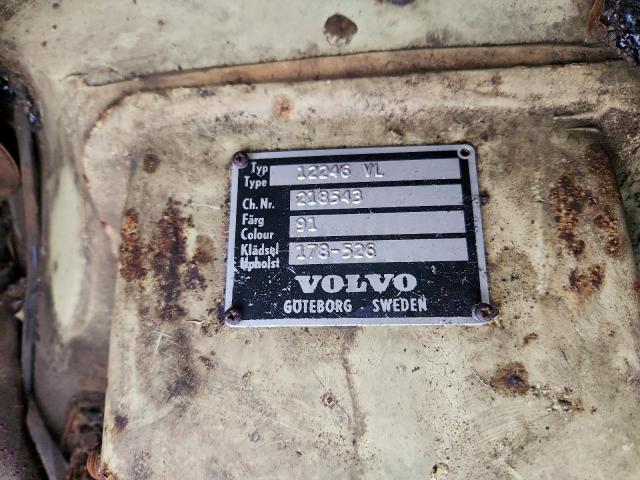 Typ
Type 12246 VL
Ch. Nr. 218543
Färg
Colour 91
Klädsel
Upholst 178-526
VOLVO
GÖTEBORG SWEDEN